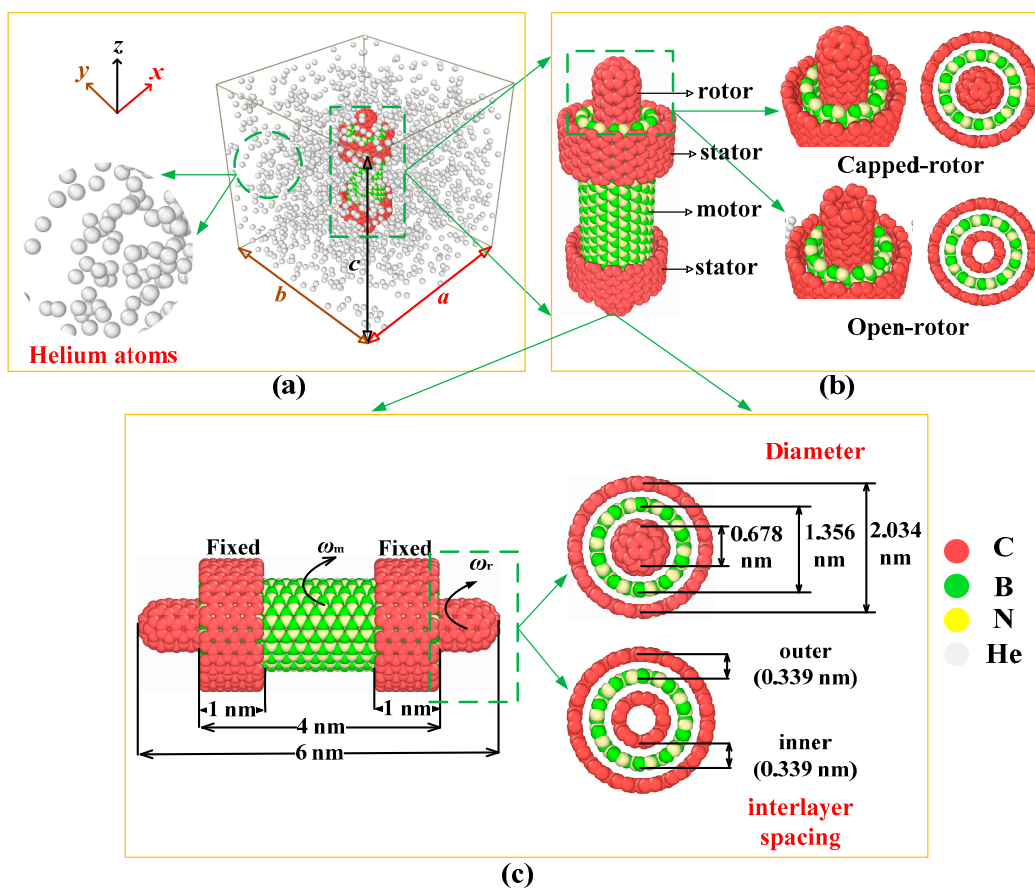 z
y
x
c
b
a
Helium atoms
(a)
rotor
stator
motor
stator
Capped-rotor
Open-rotor
(b)
Fixed
Fixed
ωm
ωr
1 nm
1 nm
4 nm
6 nm
Diameter
0.678
nm
1.356
nm
2.034
nm
outer
(0.339 nm)
inner
(0.339 nm)
interlayer
spacing
C
B
N
He
(c)